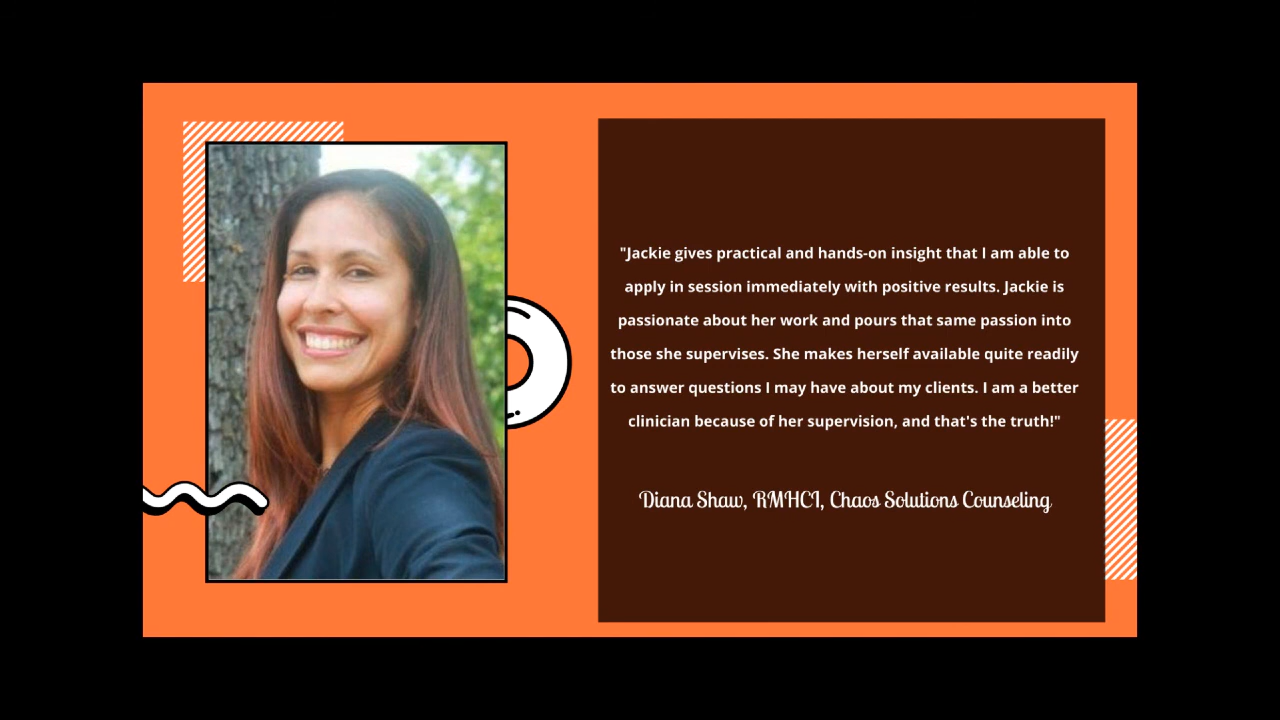 "Jackie gives practical and hands-on insight that I am able to
apply in session immediately with positive results. Jackie is
passionate about her work and pours that same passion into
those she supervises. She makes herself available quite readily
to answer questions I may have about my clients. I am a better
clinician because of her supervision, and that's the truth!"
Diana Shaw, RMHCI, Chaos Solutions Counseling